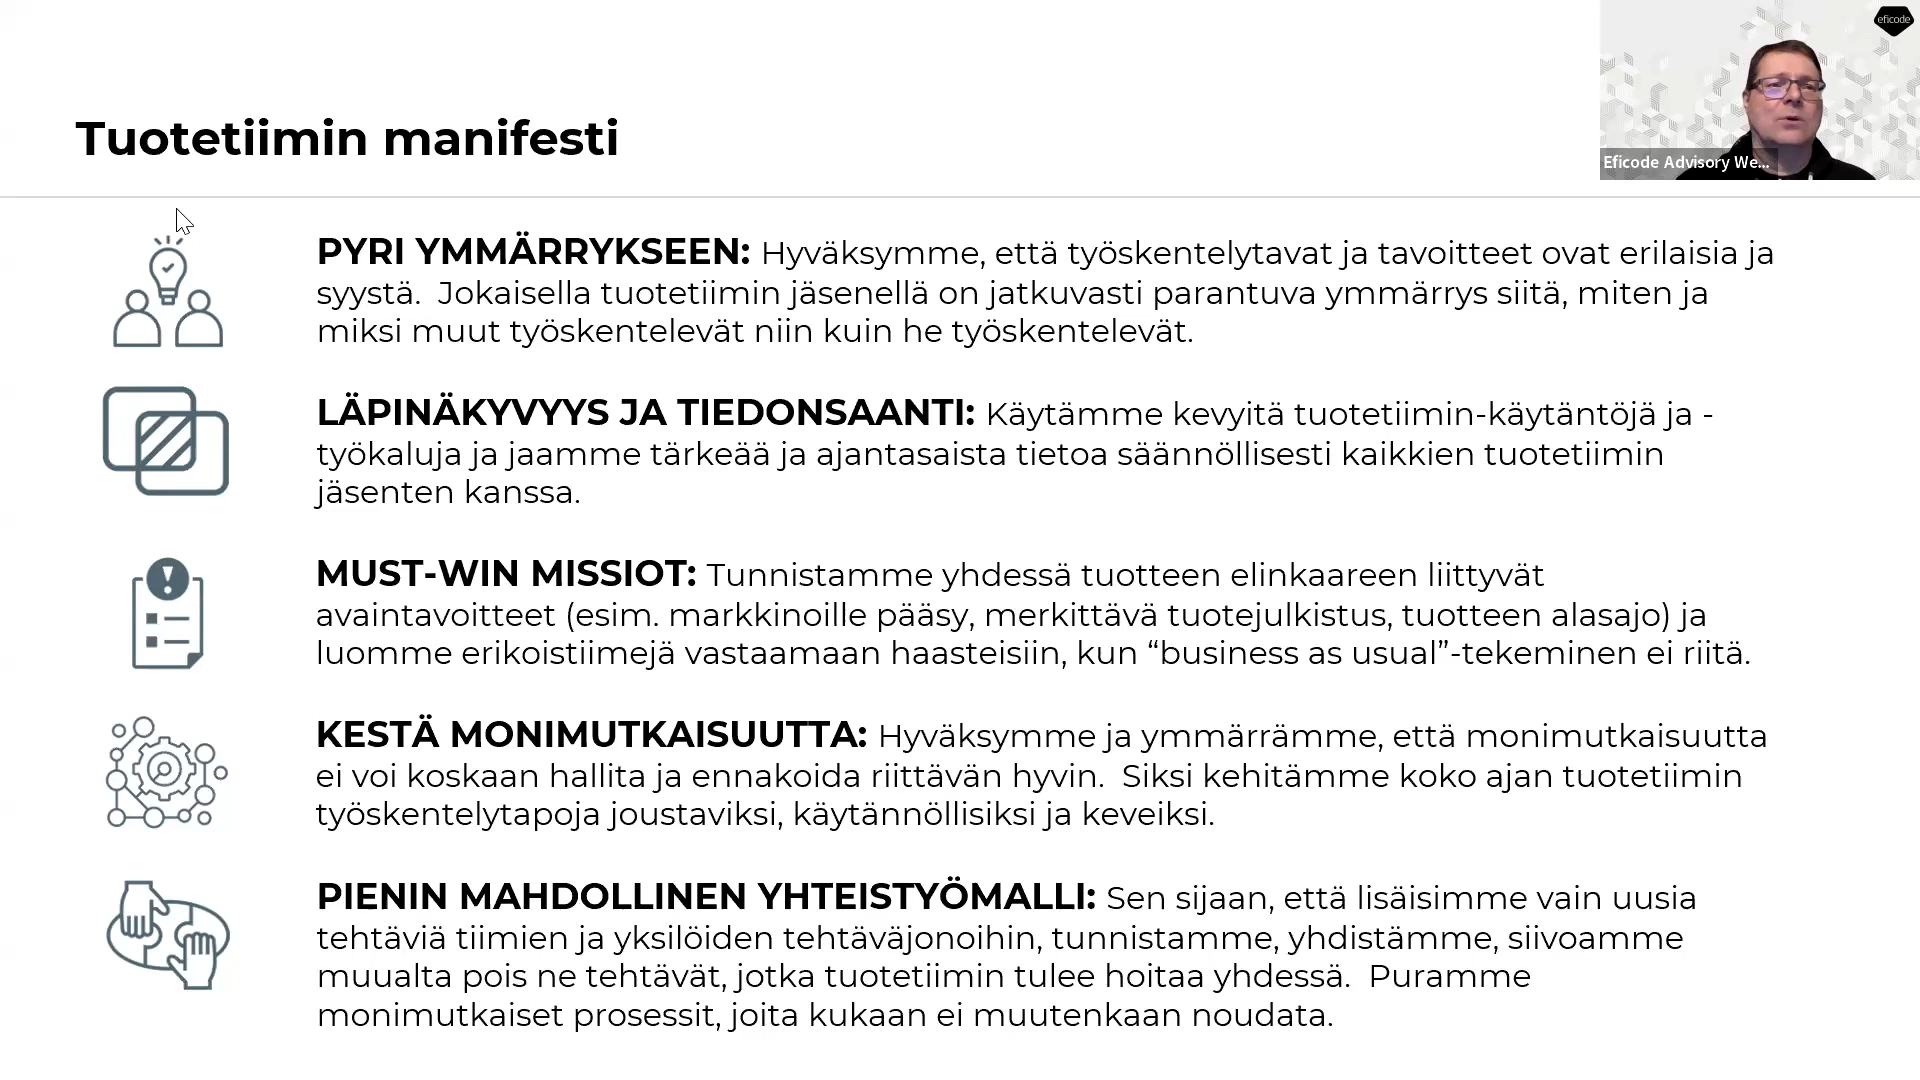 eficode
Tuotetiimin manifesti
Eficode Advisory We...
PYRI YMMÄRRYKSEEN: Hyväksymme, että työskentelytavat ja tavoitteet ovat erilaisia ja
syystä.  Jokaisella tuotetiimin jäsenellä on jatkuvasti parantuva ymmärrys siitä, miten ja
miksi muut työskentelevät niin kuin he työskentelevät.
LÄPINÄKYVYYS JA TIEDONSAANTI: Käytämme kevyitä tuotetiimin-käytäntöjä ja -
työkaluja ja jaamme tärkeää ja ajantasaista tietoa säännöllisesti kaikkien tuotetiimin
jäsenten kanssa.
MUST-WIN MISSIOT: Tunnistamme yhdessä tuotteen elinkaareen liittyvät
avaintavoitteet (esim. markkinoille pääsy, merkittävä tuotejulkistus, tuotteen alasajo) ja
luomme erikoistiimejä vastaamaan haasteisiin, kun “business as usual”-tekeminen ei riitä.
KESTÄ MONIMUTKAISUUTTA: Hyväksymme ja ymmärrämme, että monimutkaisuutta
ei voi koskaan hallita ja ennakoida riittävän hyvin.  Siksi kehitämme koko ajan tuotetiimin
työskentelytapoja joustaviksi, käytännöllisiksi ja keveiksi.
PIENIN MAHDOLLINEN YHTEISTYÖMALLI: Sen sijaan, että lisäisimme vain uusia
tehtäviä tiimien ja yksilöiden tehtäväjonoihin, tunnistamme, yhdistämme, siivoamme
muualta pois ne tehtävät, jotka tuotetiimin tulee hoitaa yhdessä.  Puramme
monimutkaiset prosessit, joita kukaan ei muutenkaan noudata.